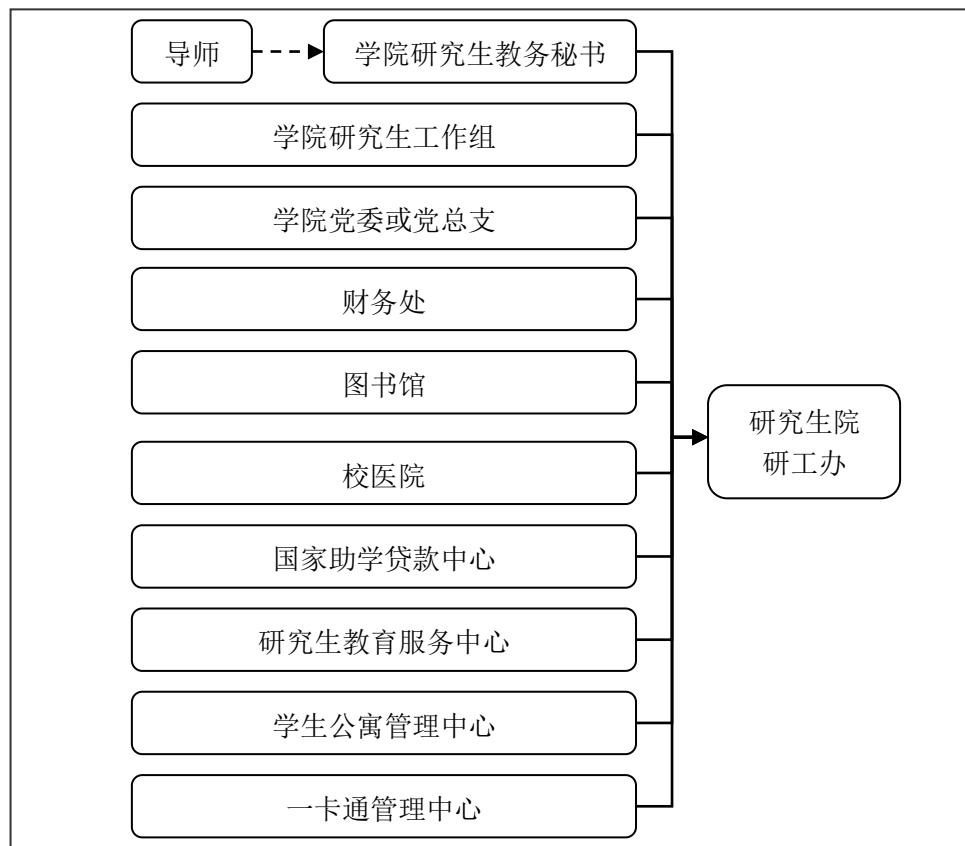 导师
学院研究生教务秘书
学院研究生工作组
学院党委或党总支
财务处
图书馆
校医院
国家助学贷款中心
研究生教育服务中心
学生公寓管理中心
一卡通管理中心
研究生院
研工办